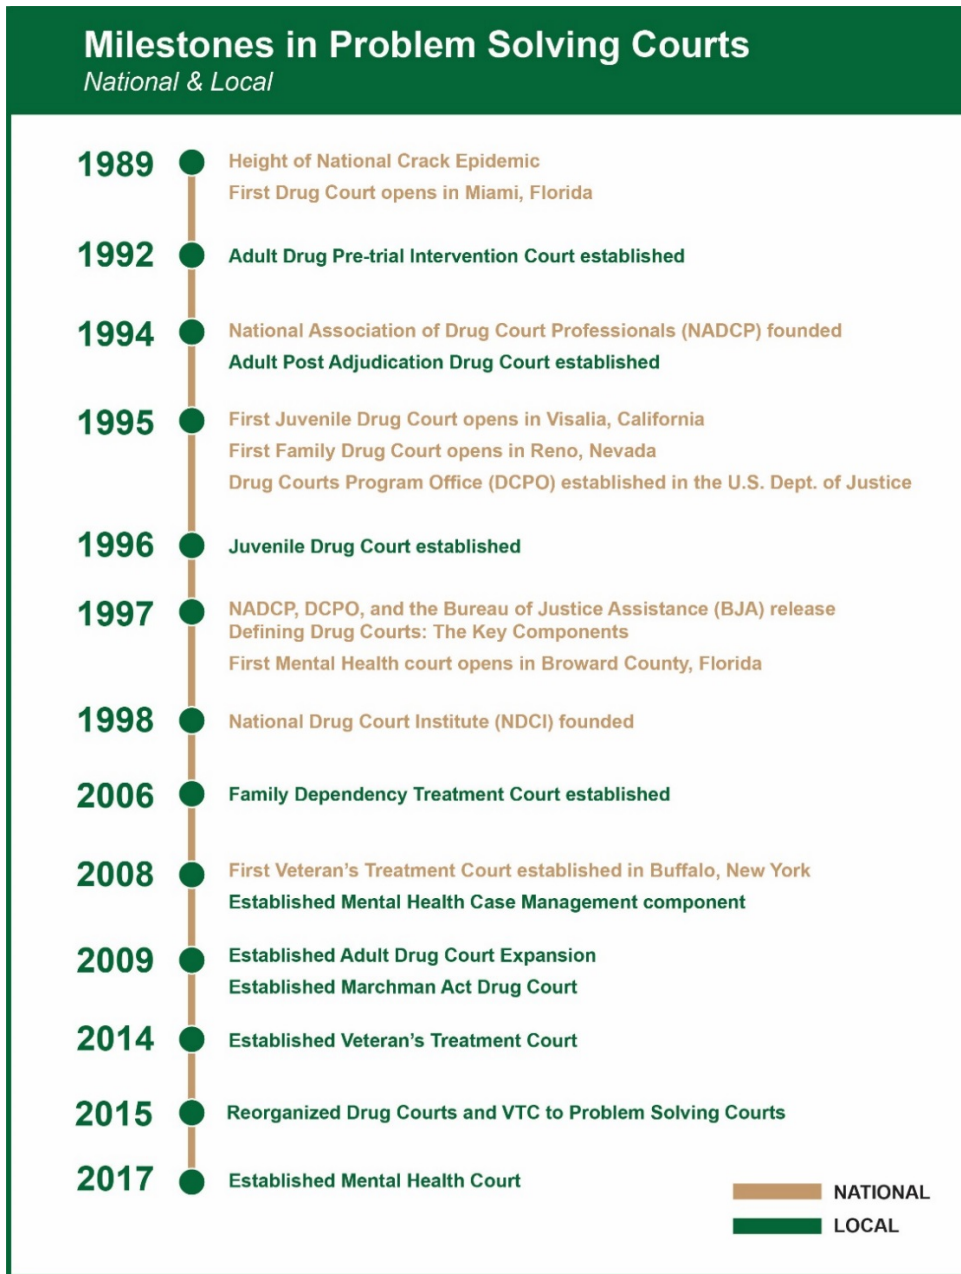 Milestones in Problem Solving Courts
National & Local
1989
Height of National Crack Epidemic
First Drug Court opens in Miami, Florida
1992
Adult Drug Pre-trial Intervention Court established
1994
National Association of Drug Court Professionals (NADCP) founded
Adult Post Adjudication Drug Court established
1995
First Juvenile Drug Court opens in Visalia, California
First Family Drug Court opens in Reno, Nevada
Drug Courts Program Office (DCPO) established in the U.S. Dept. of Justice
1996
Juvenile Drug Court established
1997
NADCP, DCPO, and the Bureau of Justice Assistance (BJA) release
Defining Drug Courts: The Key Components
First Mental Health court opens in Broward County, Florida
1998
National Drug Court Institute (NDCI) founded
2006
Family Dependency Treatment Court established
2008
First Veteran’s Treatment Court established in Buffalo, New York
Established Mental Health Case Management component
2009
Established Adult Drug Court Expansion
Established Marchman Act Drug Court
2014
Established Veteran’s Treatment Court
2015
Reorganized Drug Courts and VTC to Problem Solving Courts
2017
Established Mental Health Court
NATIONAL
LOCAL